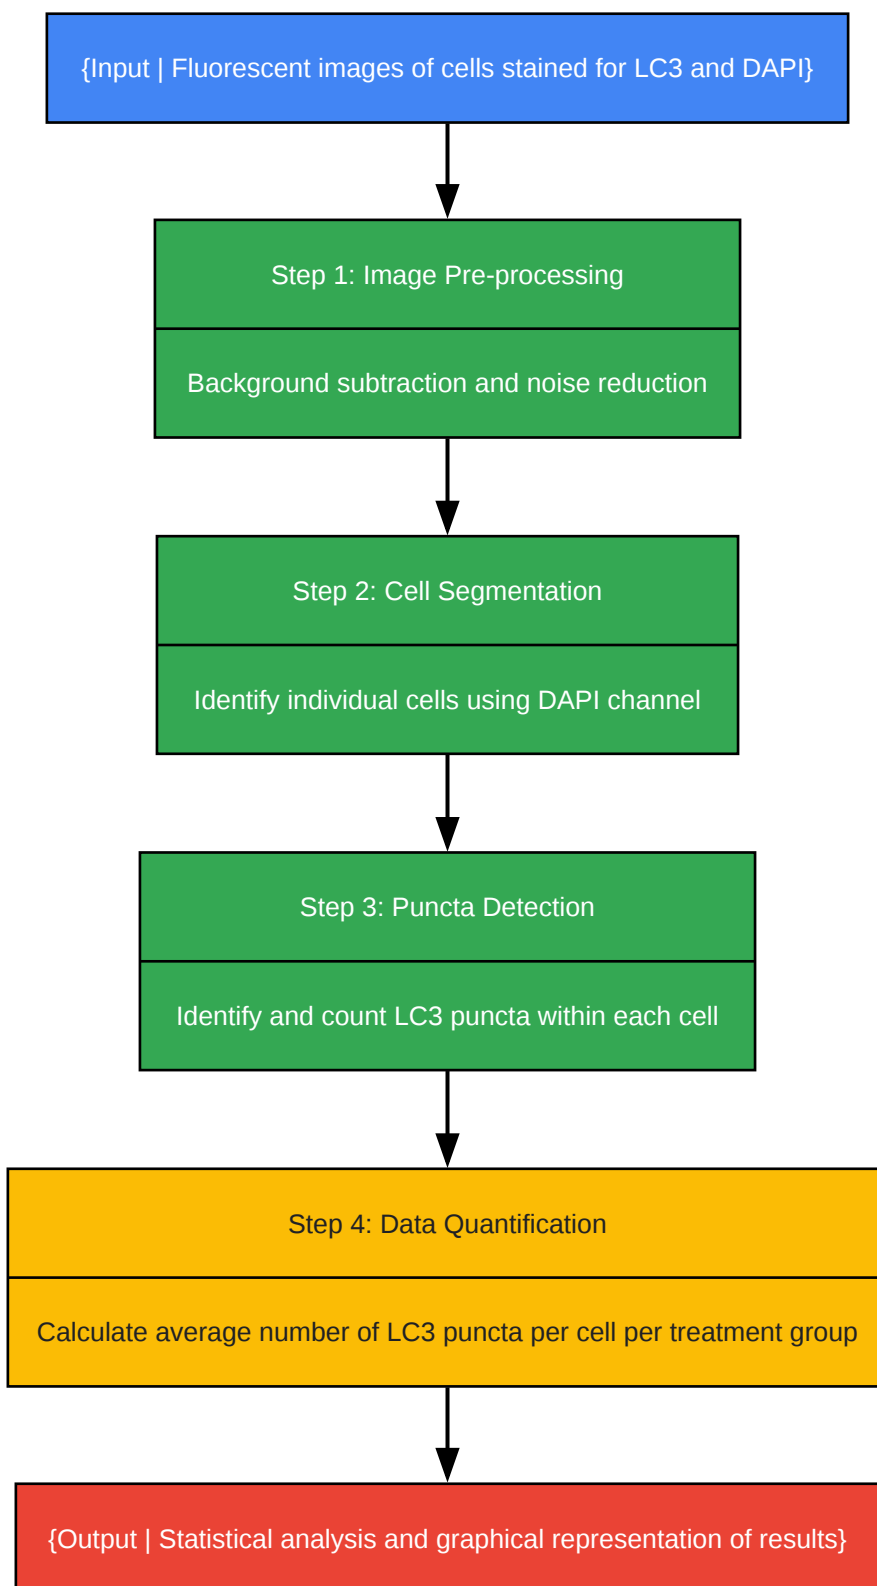 {Input | Fluorescent images of cells stained for LC3 and DAPI}
Step 1: Image Pre-processing
Background subtraction and noise reduction
Step 2: Cell Segmentation
Identify individual cells using DAPI channel
Step 3: Puncta Detection
Identify and count LC3 puncta within each cell
Step 4: Data Quantification
Calculate average number of LC3 puncta per cell per treatment group
{Output | Statistical analysis and graphical representation of results}